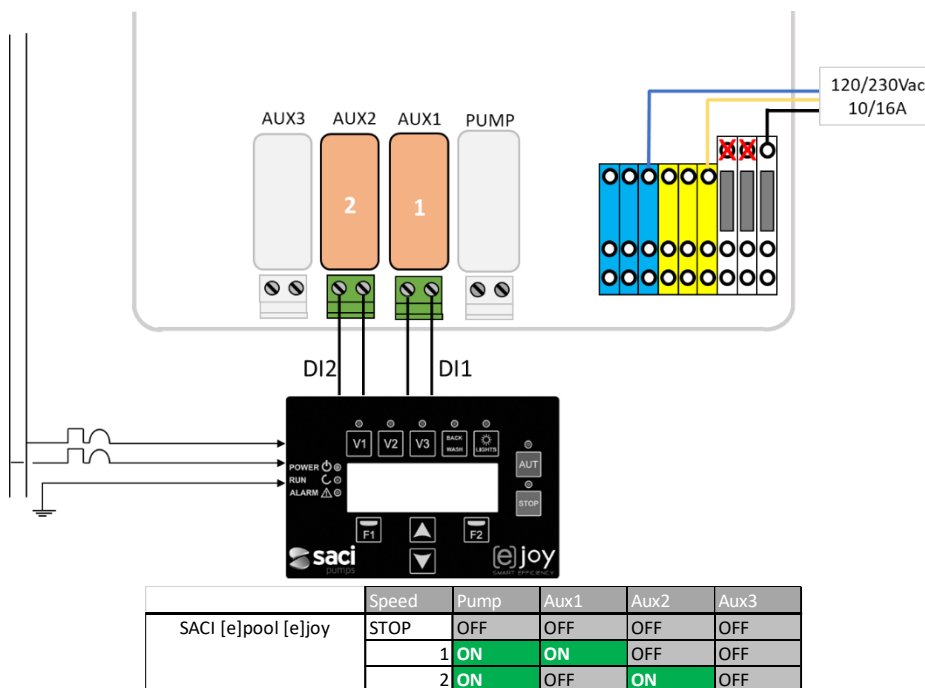 120/230Vac
10/16A
AUX3 AUX2 AUX1 PUMP
2 1
DI2 DI1
V1 V2 V3 BACK WASH LIGHTS
AUT
POWER
RUN
ALARM
STOP
F1 F2
saci [e]joy
pumps SMART EFFICIENCY
Speed Pump Aux1 Aux2 Aux3
SACI [e]pool [e]joy STOP OFF OFF OFF OFF
1 ON ON OFF OFF
2 ON OFF ON OFF